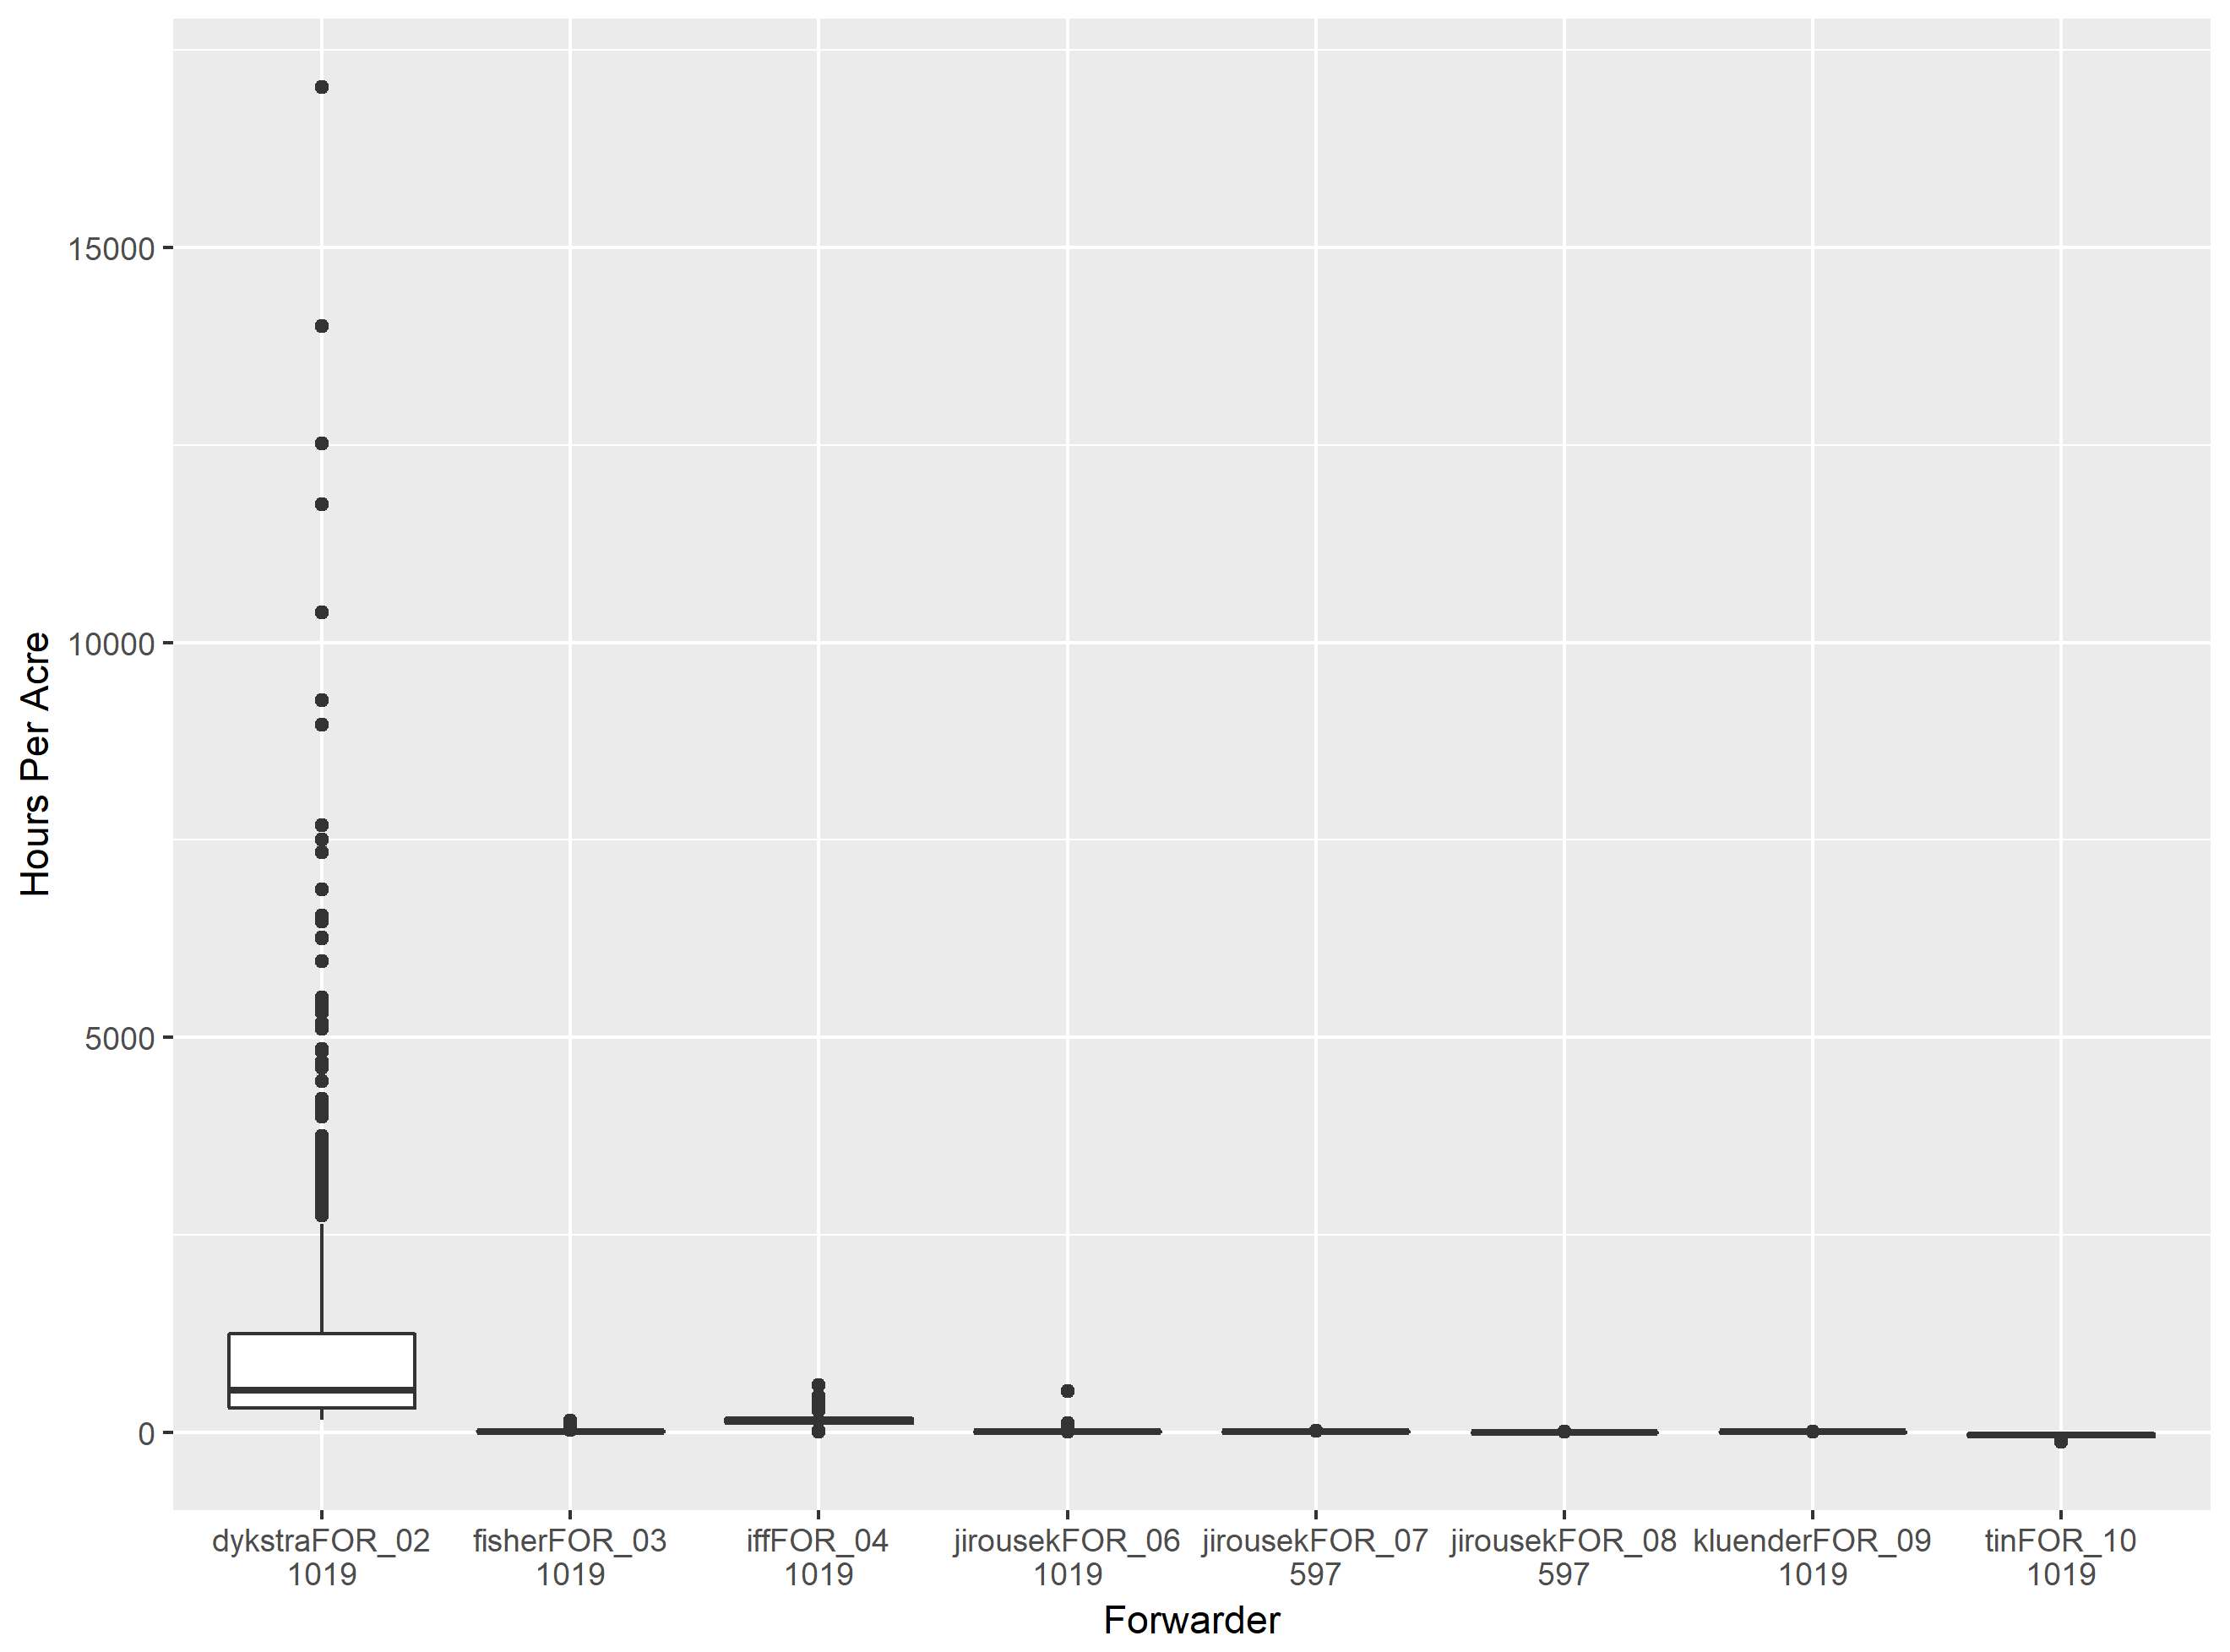 Hours Per Acre
15000
10000
5000
0
dykstraFOR_02 fisherFOR_03 iffFOR_04 jirousekFOR_06 jirousekFOR_07 jirousekFOR_08 kluenderFOR_09 tinFOR_10
1019 1019 1019 1019 597 597 1019 1019
Forwarder